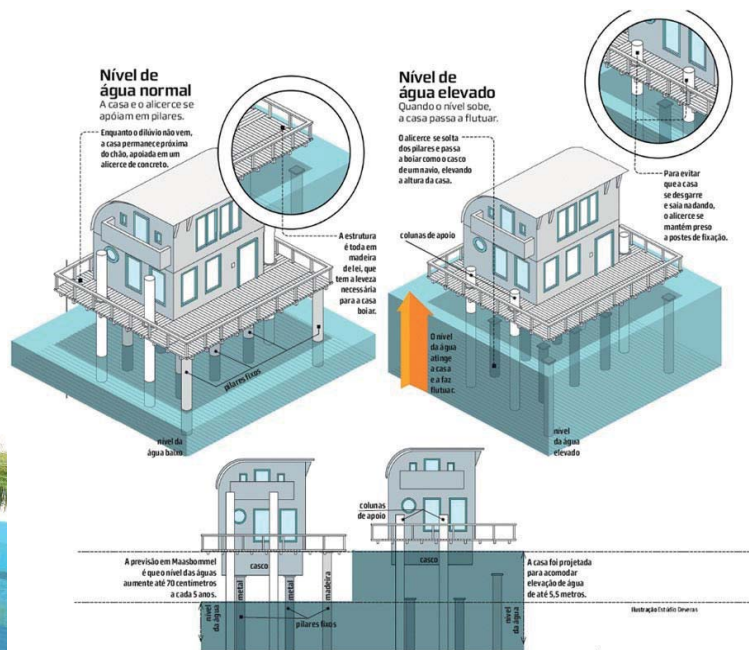 Nível de
água normal
A casa e o alicerce se
apóiam em pilares.
Enquanto o dilúvio não vem,
a casa permanece próxima
do chão, apoiada em um
alicerce de concreto.
A estrutura
é toda em
madeira
de lei, que
tem a leveza
necessária
para a casa
boiar.
pilares fixos
nível da
água baixo
Nível de
água elevado
Quando o nível sobe,
a casa passa a flutuar.
O alicerce se solta
dos pilares e passa
a boiar como o casco
de um navio, elevando
a altura da casa.
Para evitar
que a casa
se desgarre
e saia nadando,
o alicerce se
mantém preso
a postes de fixação.
colunas de apoio
O nível
da água
atinge
a casa
e a faz
flutuar.
nível
da água
elevado
A previsão em Maasbommel
é que o nível das águas
aumente até 70 centímetros
a cada 5 anos.
casco
metal
metal
madeira
nível
da água
pilares fixos
colunas
de apoio
casco
A casa foi projetada
para acomodar
elevação de água
de até 5,5 metros.
nível
da água
Ilustração Estúdio Deveras